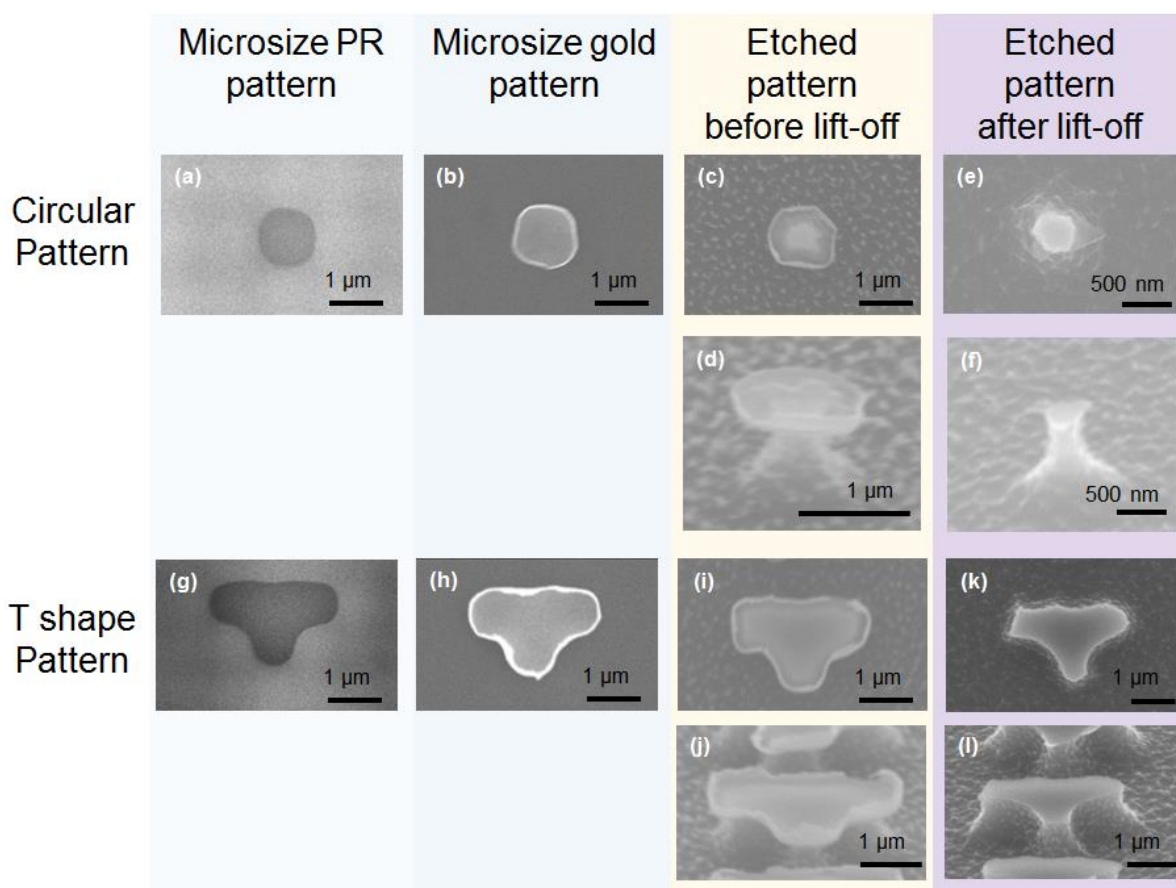 Microsize PR
pattern
Microsize gold
pattern
Etched
pattern
before lift-off
Etched
pattern
after lift-off
Circular
Pattern
(a)
1 μm
(b)
1 μm
(c)
1 μm
(e)
500 nm
(d)
1 μm
(f)
500 nm
T shape
Pattern
(g)
1 μm
(h)
1 μm
(i)
1 μm
(k)
1 μm
(j)
1 μm
(l)
1 μm